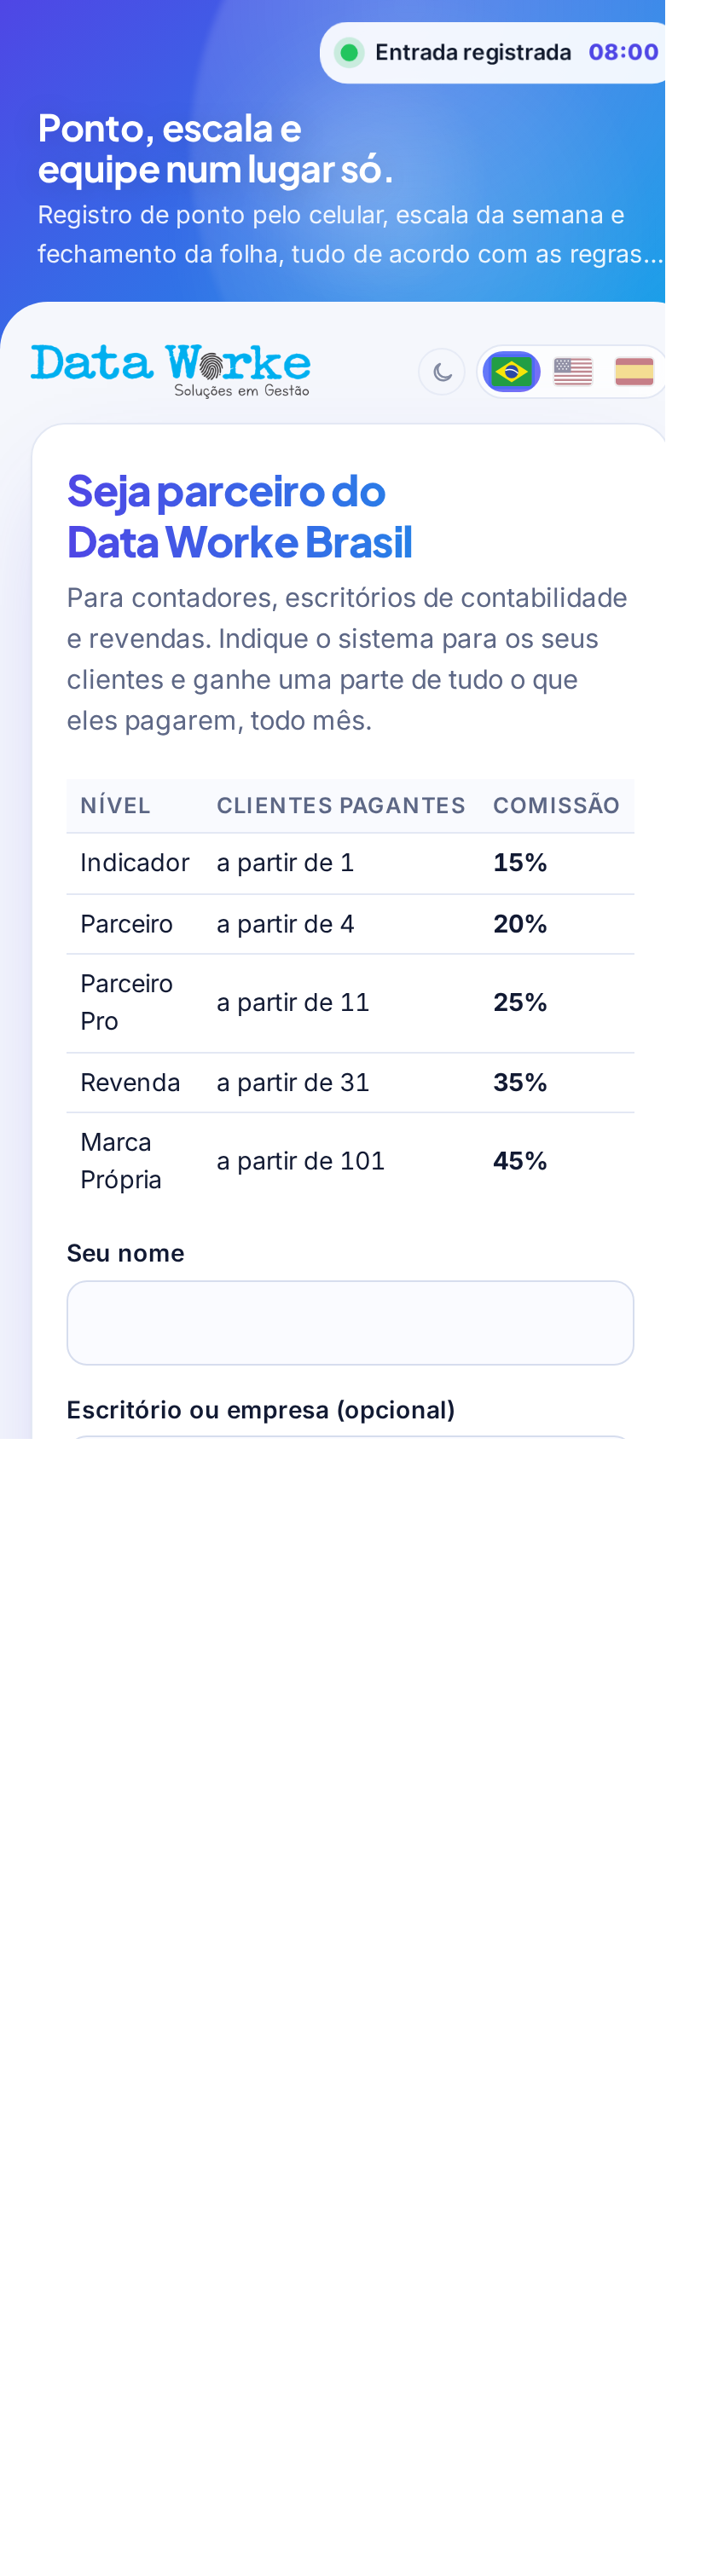 Entrada registrada 08:00
Ponto, escala e
equipe num lugar só.
Registro de ponto pelo celular, escala da semana e
fechamento da folha, tudo de acordo com as regras...
Data Worke
Soluções em Gestão
Seja parceiro do
Data Worke Brasil
Para contadores, escritórios de contabilidade
e revendas. Indique o sistema para os seus
clientes e ganhe uma parte de tudo o que
eles pagarem, todo mês.
NÍVEL CLIENTES PAGANTES COMISSÃO
Indicador a partir de 1 15%
Parceiro a partir de 4 20%
Parceiro
Pro a partir de 11 25%
Revenda a partir de 31 35%
Marca
Própria a partir de 101 45%
Seu nome
Escritório ou empresa (opcional)